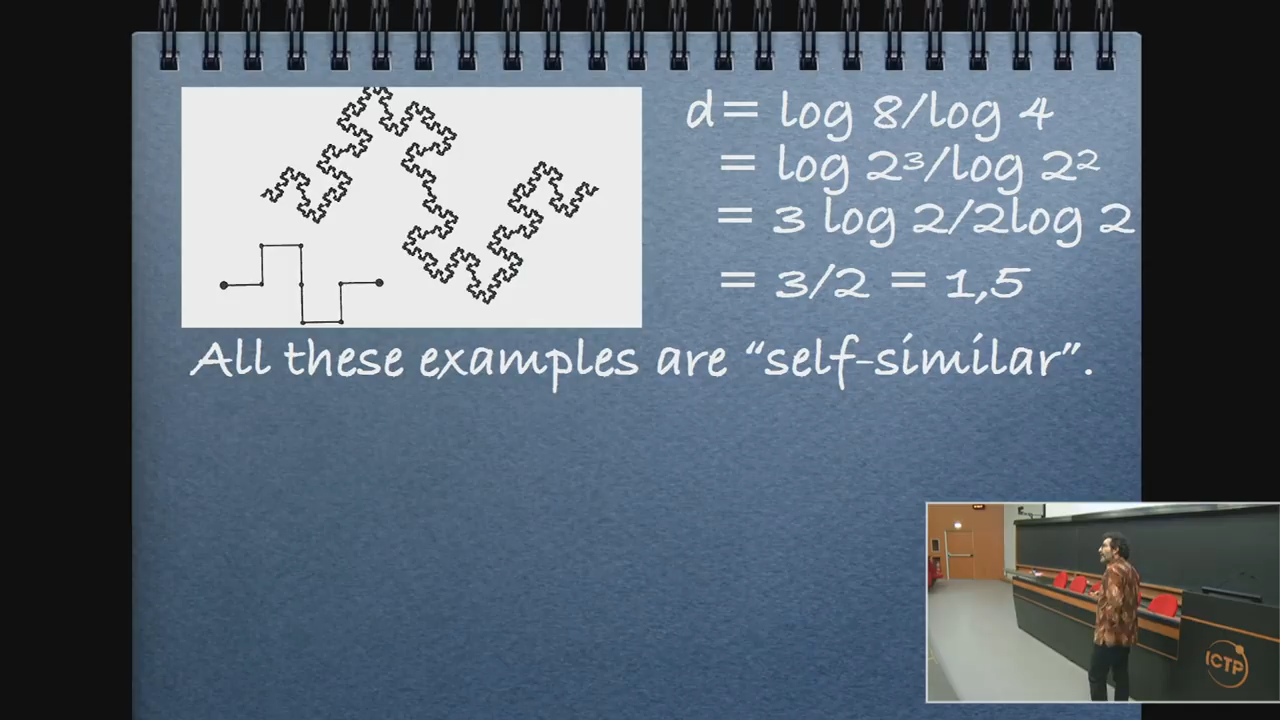 d= log 8/log 4
= log 2³/log 2²
= 3 log 2/2log 2
= 3/2 = 1,5
All these examples are “self-similar”.
ICTP